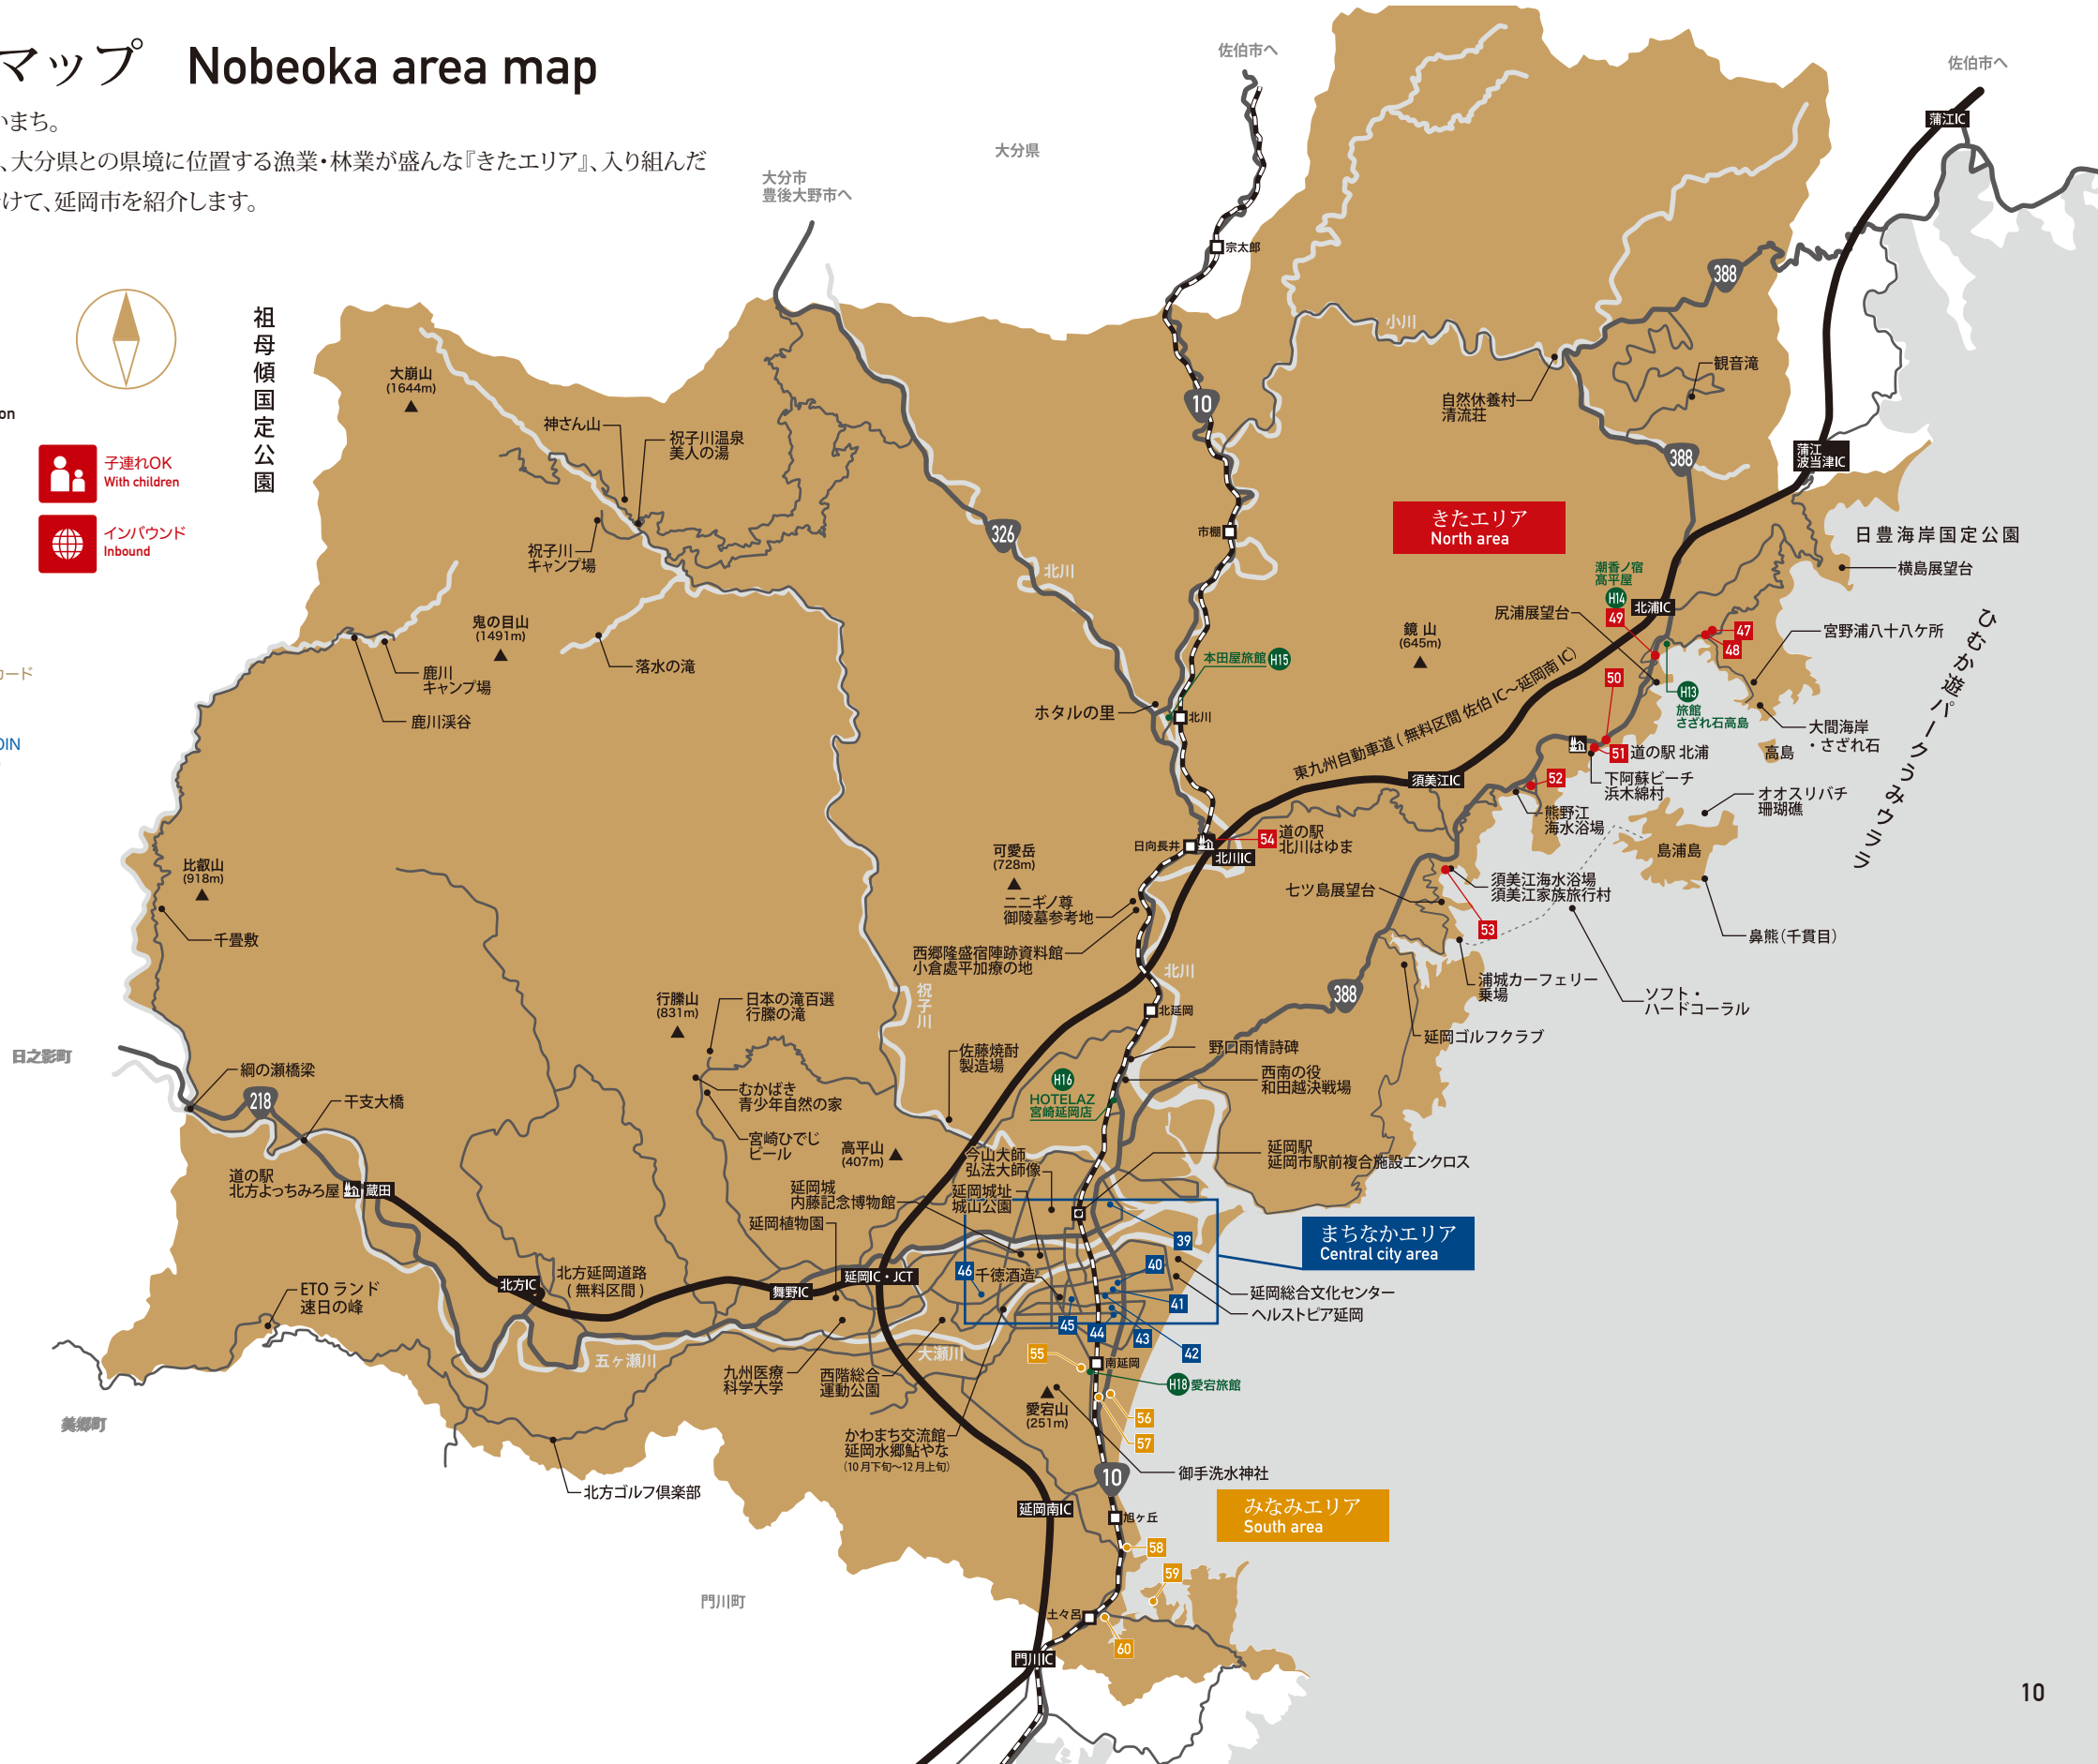 マップ Nobeoka area map
いまち。
、大分県との県境に位置する漁業・林業が盛んな『きたエリア』、入り組んだ
けて、延岡市を紹介します。
佐伯市へ
佐伯市へ
蒲江IC
大分県
大分市
豊後大野市へ
宗太郎
388
祖母傾国定公園
小川
大崩山
(1644m)
観音滝
10
自然休養村
清流荘
on
神さん山
祝子川温泉
美人の湯
388
蒲江
波当津IC
子連れOK
With children
インバウンド
Inbound
きたエリア
North area
326
市棚
日豊海岸国定公園
祝子川
キャンプ場
北川
横島展望台
潮香ノ宿
高平屋
H14
49
北浦IC
尻浦展望台
鬼の目山
(1491m)
鏡山
(645m)
47
48
宮野浦八十八ケ所
ひむか遊パークうみウララ
落水の滝
本田屋旅館 H15
カード
鹿川
キャンプ場
50
H13
旅館
さざれ石高島
鹿川渓谷
ホタルの里
北川
東九州自動車道(無料区間 佐伯IC〜延岡南IC)
大間海岸
・さざれ石
OIN
51 道の駅 北浦
高島
須美江IC
52
下阿蘇ビーチ
浜木綿村
オオスリバチ
珊瑚礁
熊野江
海水浴場
54
道の駅
北川はゆま
日向長井
北川IC
島浦島
可愛岳
(728m)
比叡山
(918m)
ニニギノ尊
御陵墓参考地
七ツ島展望台
須美江海水浴場
須美江家族旅行村
53
千畳敷
鼻熊(千貫目)
西郷隆盛宿陣跡資料館
小倉處平加療の地
北川
浦城カーフェリー
乗場
ソフト・
ハードコーラル
388
祝子川
行縢山
(831m)
日本の滝百選
行縢の滝
北延岡
延岡ゴルフクラブ
日之影町
佐藤焼酎
製造場
野口雨情詩碑
綱の瀬橋梁
H16
HOTELAZ
宮崎延岡店
西南の役
和田越決戦場
218
干支大橋
むかばき
青少年自然の家
宮崎ひでじ
ビール
高平山
(407m)
今山大師
弘法大師像
延岡駅
延岡市駅前複合施設エンクロス
道の駅
北方よっちみろ屋
蔵田
延岡城
内藤記念博物館
延岡城址
城山公園
延岡植物園
まちなかエリア
Central city area
39
40
46
千徳酒造
北方IC
北方延岡道路
(無料区間)
舞野IC
延岡IC・JCT
ETO ランド
速日の峰
延岡総合文化センター
41
ヘルストピア延岡
45
44
43
42
五ヶ瀬川
大瀬川
55
南延岡
九州医療
科学大学
西階総合
運動公園
H18 愛宕旅館
愛宕山
(251m)
56
美郷町
かわまち交流館
延岡水郷鮎やな
(10月下旬〜12月上旬)
57
御手洗水神社
10
北方ゴルフ倶楽部
延岡南IC
旭ヶ丘
みなみエリア
South area
58
59
門川町
土々呂
60
門川IC
10